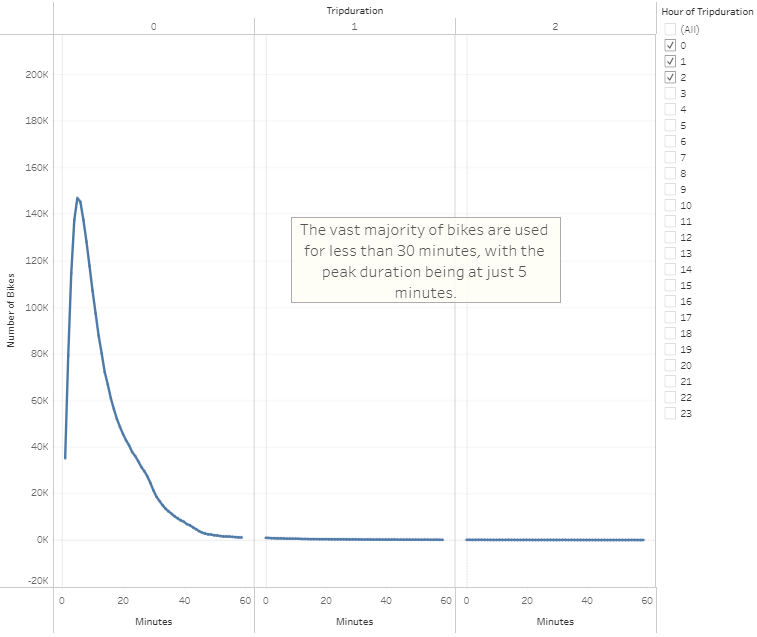 Tripduration
0
1
2
Hour of Tripduration
(All)
0
1
2
3
4
5
6
7
8
9
10
11
12
13
14
15
16
17
18
19
20
21
22
23
Number of Bikes
200K
180K
160K
140K
120K
100K
80K
60K
40K
20K
0K
-20K
The vast majority of bikes are used
for less than 30 minutes, with the
peak duration being at just 5
minutes.
0 20 40 60 0 20 40 60 0 20 40 60
Minutes Minutes Minutes